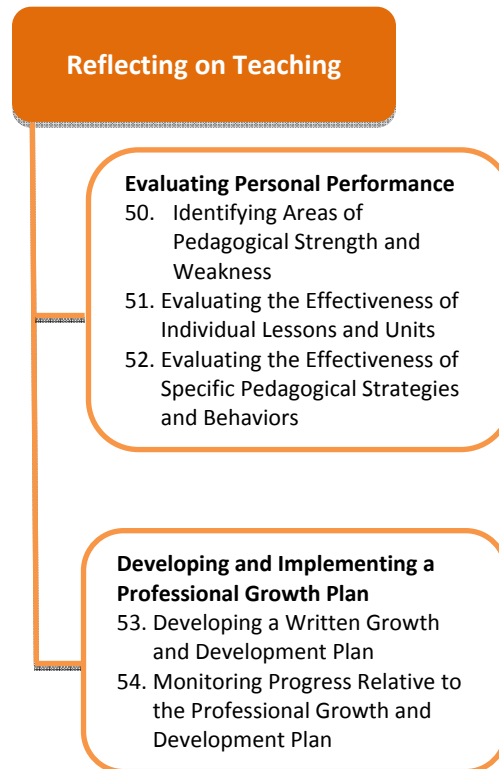 Reflecting on Teaching
Evaluating Personal Performance
50. Identifying Areas of
Pedagogical Strength and
Weakness
51. Evaluating the Effectiveness of
Individual Lessons and Units
52. Evaluating the Effectiveness of
Specific Pedagogical Strategies
and Behaviors
Developing and Implementing a
Professional Growth Plan
53. Developing a Written Growth
and Development Plan
54. Monitoring Progress Relative to
the Professional Growth and
Development Plan